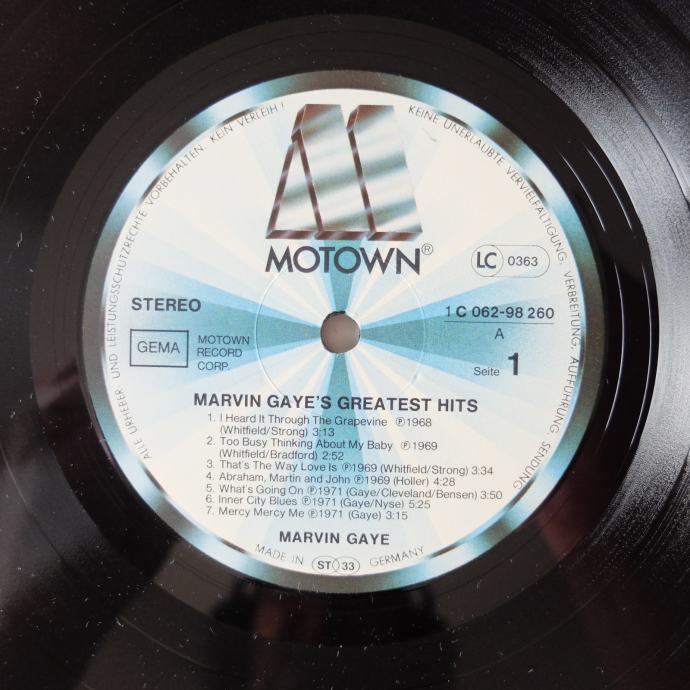 ALLE URHEBER- UND LEISTUNGSSCHUTZRECHTE VORBEHALTEN. KEIN VERLEIH! KEINE UNERLAUBTE VERVIELFÄLTIGUNG, VERBREITUNG, AUFFÜHRUNG, SENDUNG
MOTOWN®
LC 0363
STEREO
1 C 062-98 260
GEMA
MOTOWN
RECORD
CORP.
A
Seite 1
MARVIN GAYE'S GREATEST HITS
1. I Heard It Through The Grapevine ℗1968
(Whitfield/Strong) 3:13
2. Too Busy Thinking About My Baby ℗1969
(Whitfield/Bradford) 2:52
3. That's The Way Love Is ℗1969 (Whitfield/Strong) 3:34
4. Abraham, Martin and John ℗1969 (Holler) 4:28
5. What's Going On ℗1971 (Gaye/Cleveland/Bensen) 3:50
6. Inner City Blues ℗1971 (Gaye/Nyse) 5:25
7. Mercy Mercy Me ℗1971 (Gaye) 3:15
MARVIN GAYE
MADE IN ST 33 GERMANY